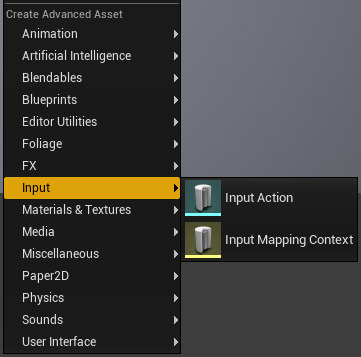 Create Advanced Asset
Animation
Artificial Intelligence
Blendables
Blueprints
Editor Utilities
Foliage
FX
Input
Input Action
Input Mapping Context
Materials & Textures
Media
Miscellaneous
Paper2D
Physics
Sounds
User Interface